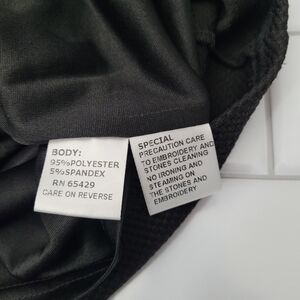 BODY:
95%POLYESTER
5%SPANDEX
RN 65429
CARE ON REVERSE
SPECIAL
PRECAUTION CARE
TO EMBROIDERY AND
STONES CLEANING
NO IRONING AND
STEAMING ON
THE STONES AND
EMBROIDERY